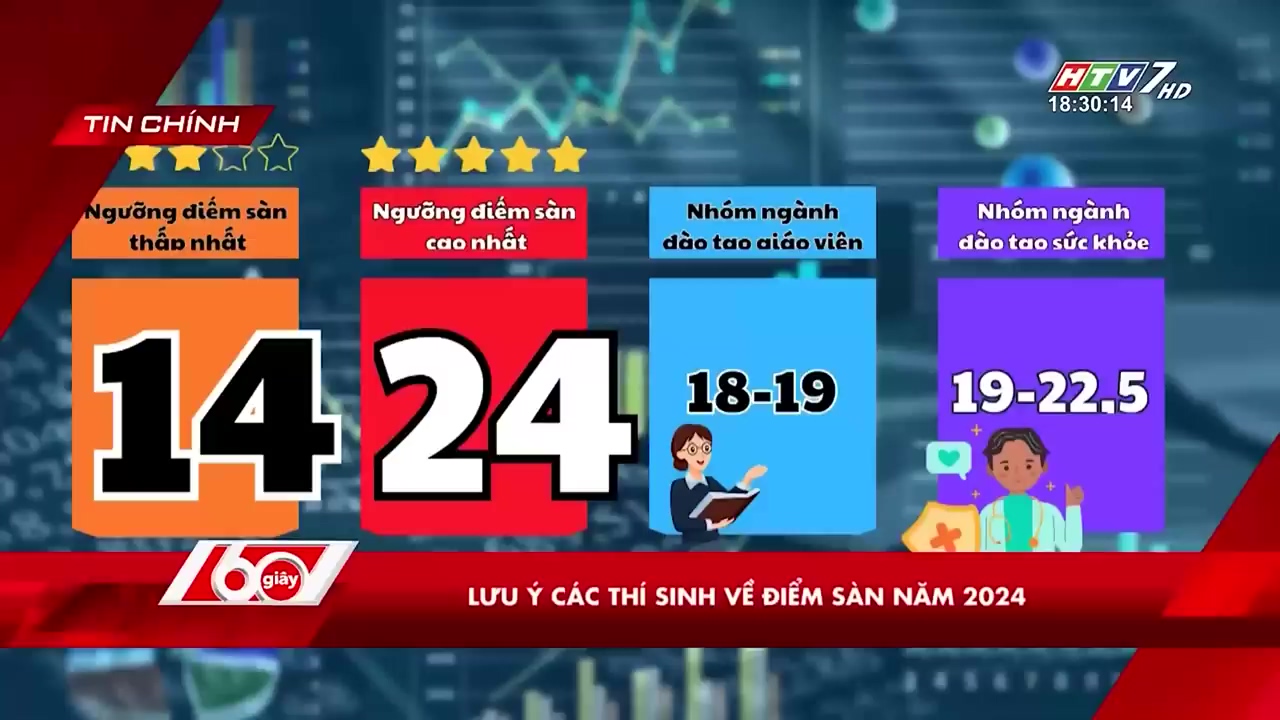 HTV7 HD
18:30:14
TIN CHÍNH
Ngưỡng điểm sàn
thấp nhất
Ngưỡng điểm sàn
cao nhất
Nhóm ngành
đào tạo giáo viên
Nhóm ngành
đào tạo sức khỏe
14
24
18-19
19-22.5
60 giây
LƯU Ý CÁC THÍ SINH VỀ ĐIỂM SÀN NĂM 2024